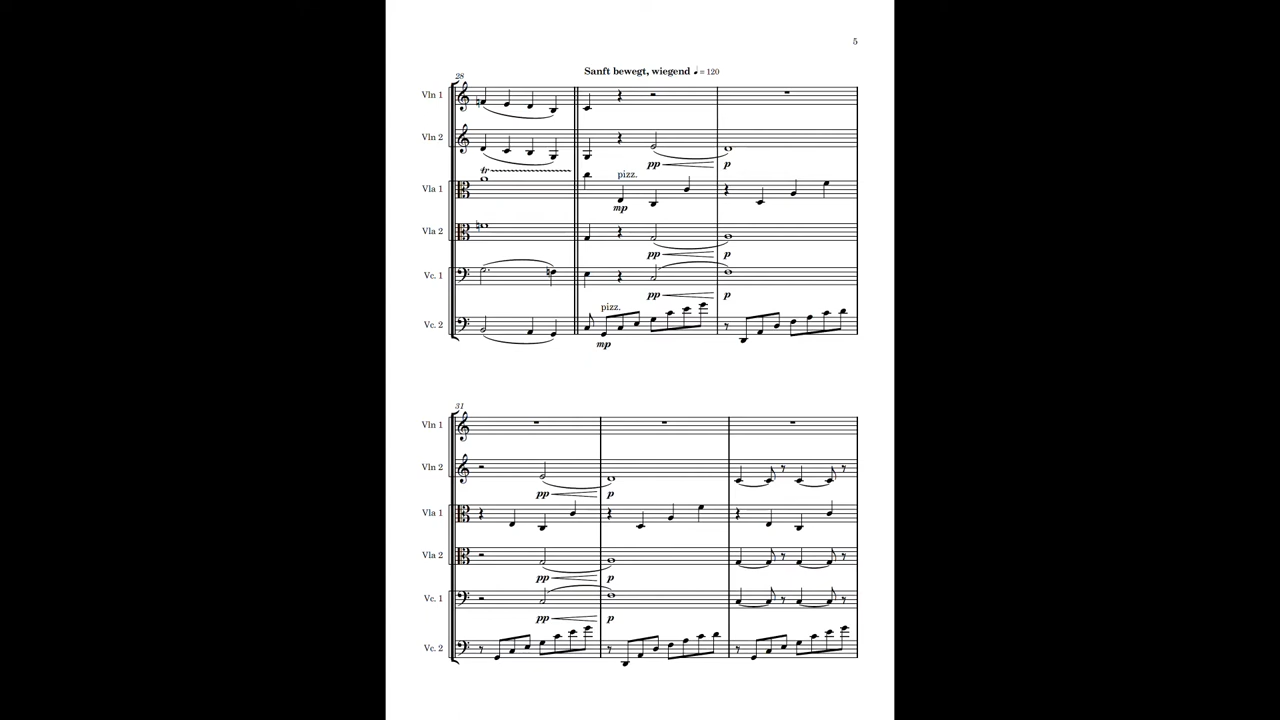 5
Sanft bewegt, wiegend ♩ = 120
28
Vln 1
Vln 2
pp p
tr
Vla 1
pizz.
mp
Vla 2
pp p
Vc. 1
pp p
pizz.
Vc. 2
mp
31
Vln 1
Vln 2
pp p
Vla 1
Vla 2
pp p
Vc. 1
pp p
Vc. 2